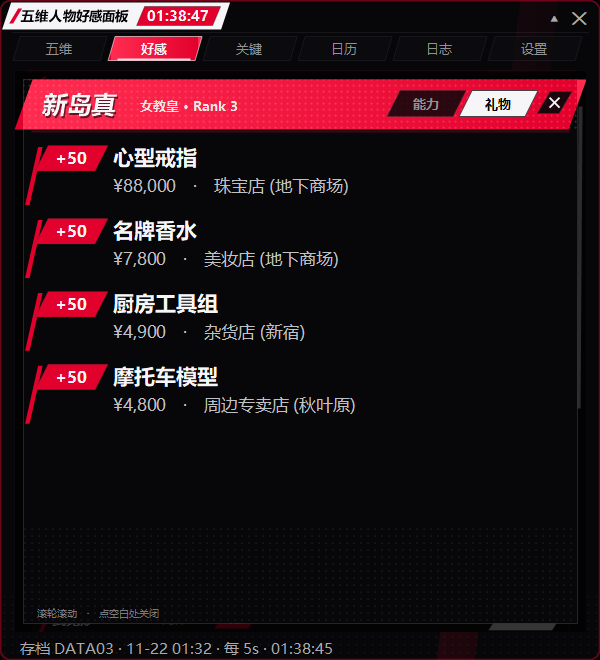 五维人物好感面板 01:38:47
五维 好感 关键 日历 日志 设置
新岛真 女教皇 • Rank 3 能力 礼物
+50 心型戒指
¥88,000 · 珠宝店 (地下商场)
+50 名牌香水
¥7,800 · 美妆店 (地下商场)
+50 厨房工具组
¥4,900 · 杂货店 (新宿)
+50 摩托车模型
¥4,800 · 周边专卖店 (秋叶原)
滚轮滚动 · 点空白处关闭
存档 DATA03 · 11-22 01:32 · 每 5s · 01:38:45